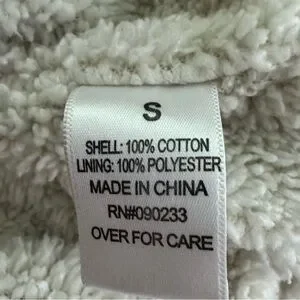 S
SHELL: 100% COTTON
LINING: 100% POLYESTER
MADE IN CHINA
RN#090233
OVER FOR CARE